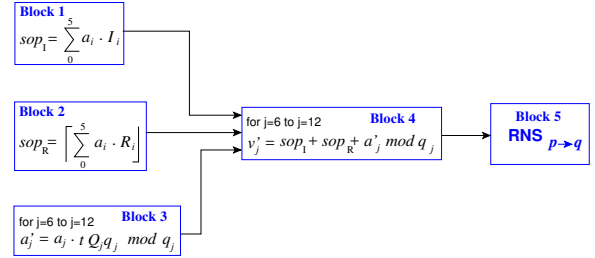 Block 1
sop_I = ∑_0^5 a_i · I_i
Block 2
sop_R = ⌈∑_0^5 a_i · R_i⌋
for j=6 to j=12 Block 3
a'_j = a_j · t Q_j q_j mod q_j
for j=6 to j=12 Block 4
v'_j = sop_I + sop_R + a'_j mod q_j
Block 5
RNS p→q